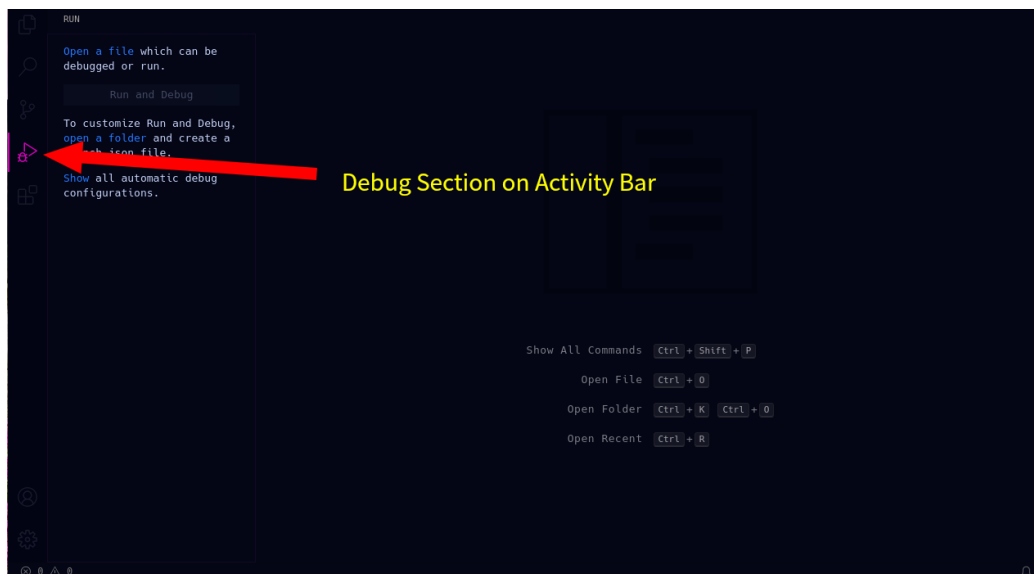 RUN
Open a file which can be
debugged or run.
Run and Debug
To customize Run and Debug,
open a folder and create a
json file.
Show all automatic debug
configurations.
Debug Section on Activity Bar
Show All Commands Ctrl + Shift + P
Open File Ctrl + O
Open Folder Ctrl + K Ctrl + O
Open Recent Ctrl + R
0 0